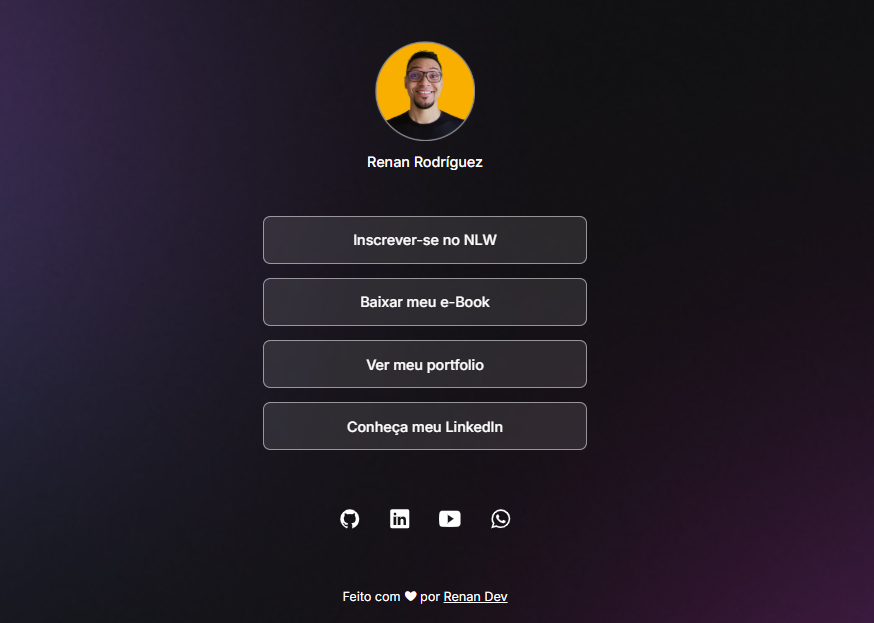 Renan Rodríguez
Inscrever-se no NLW
Baixar meu e-Book
Ver meu portfolio
Conheça meu LinkedIn
in
Feito com ♥ por Renan Dev